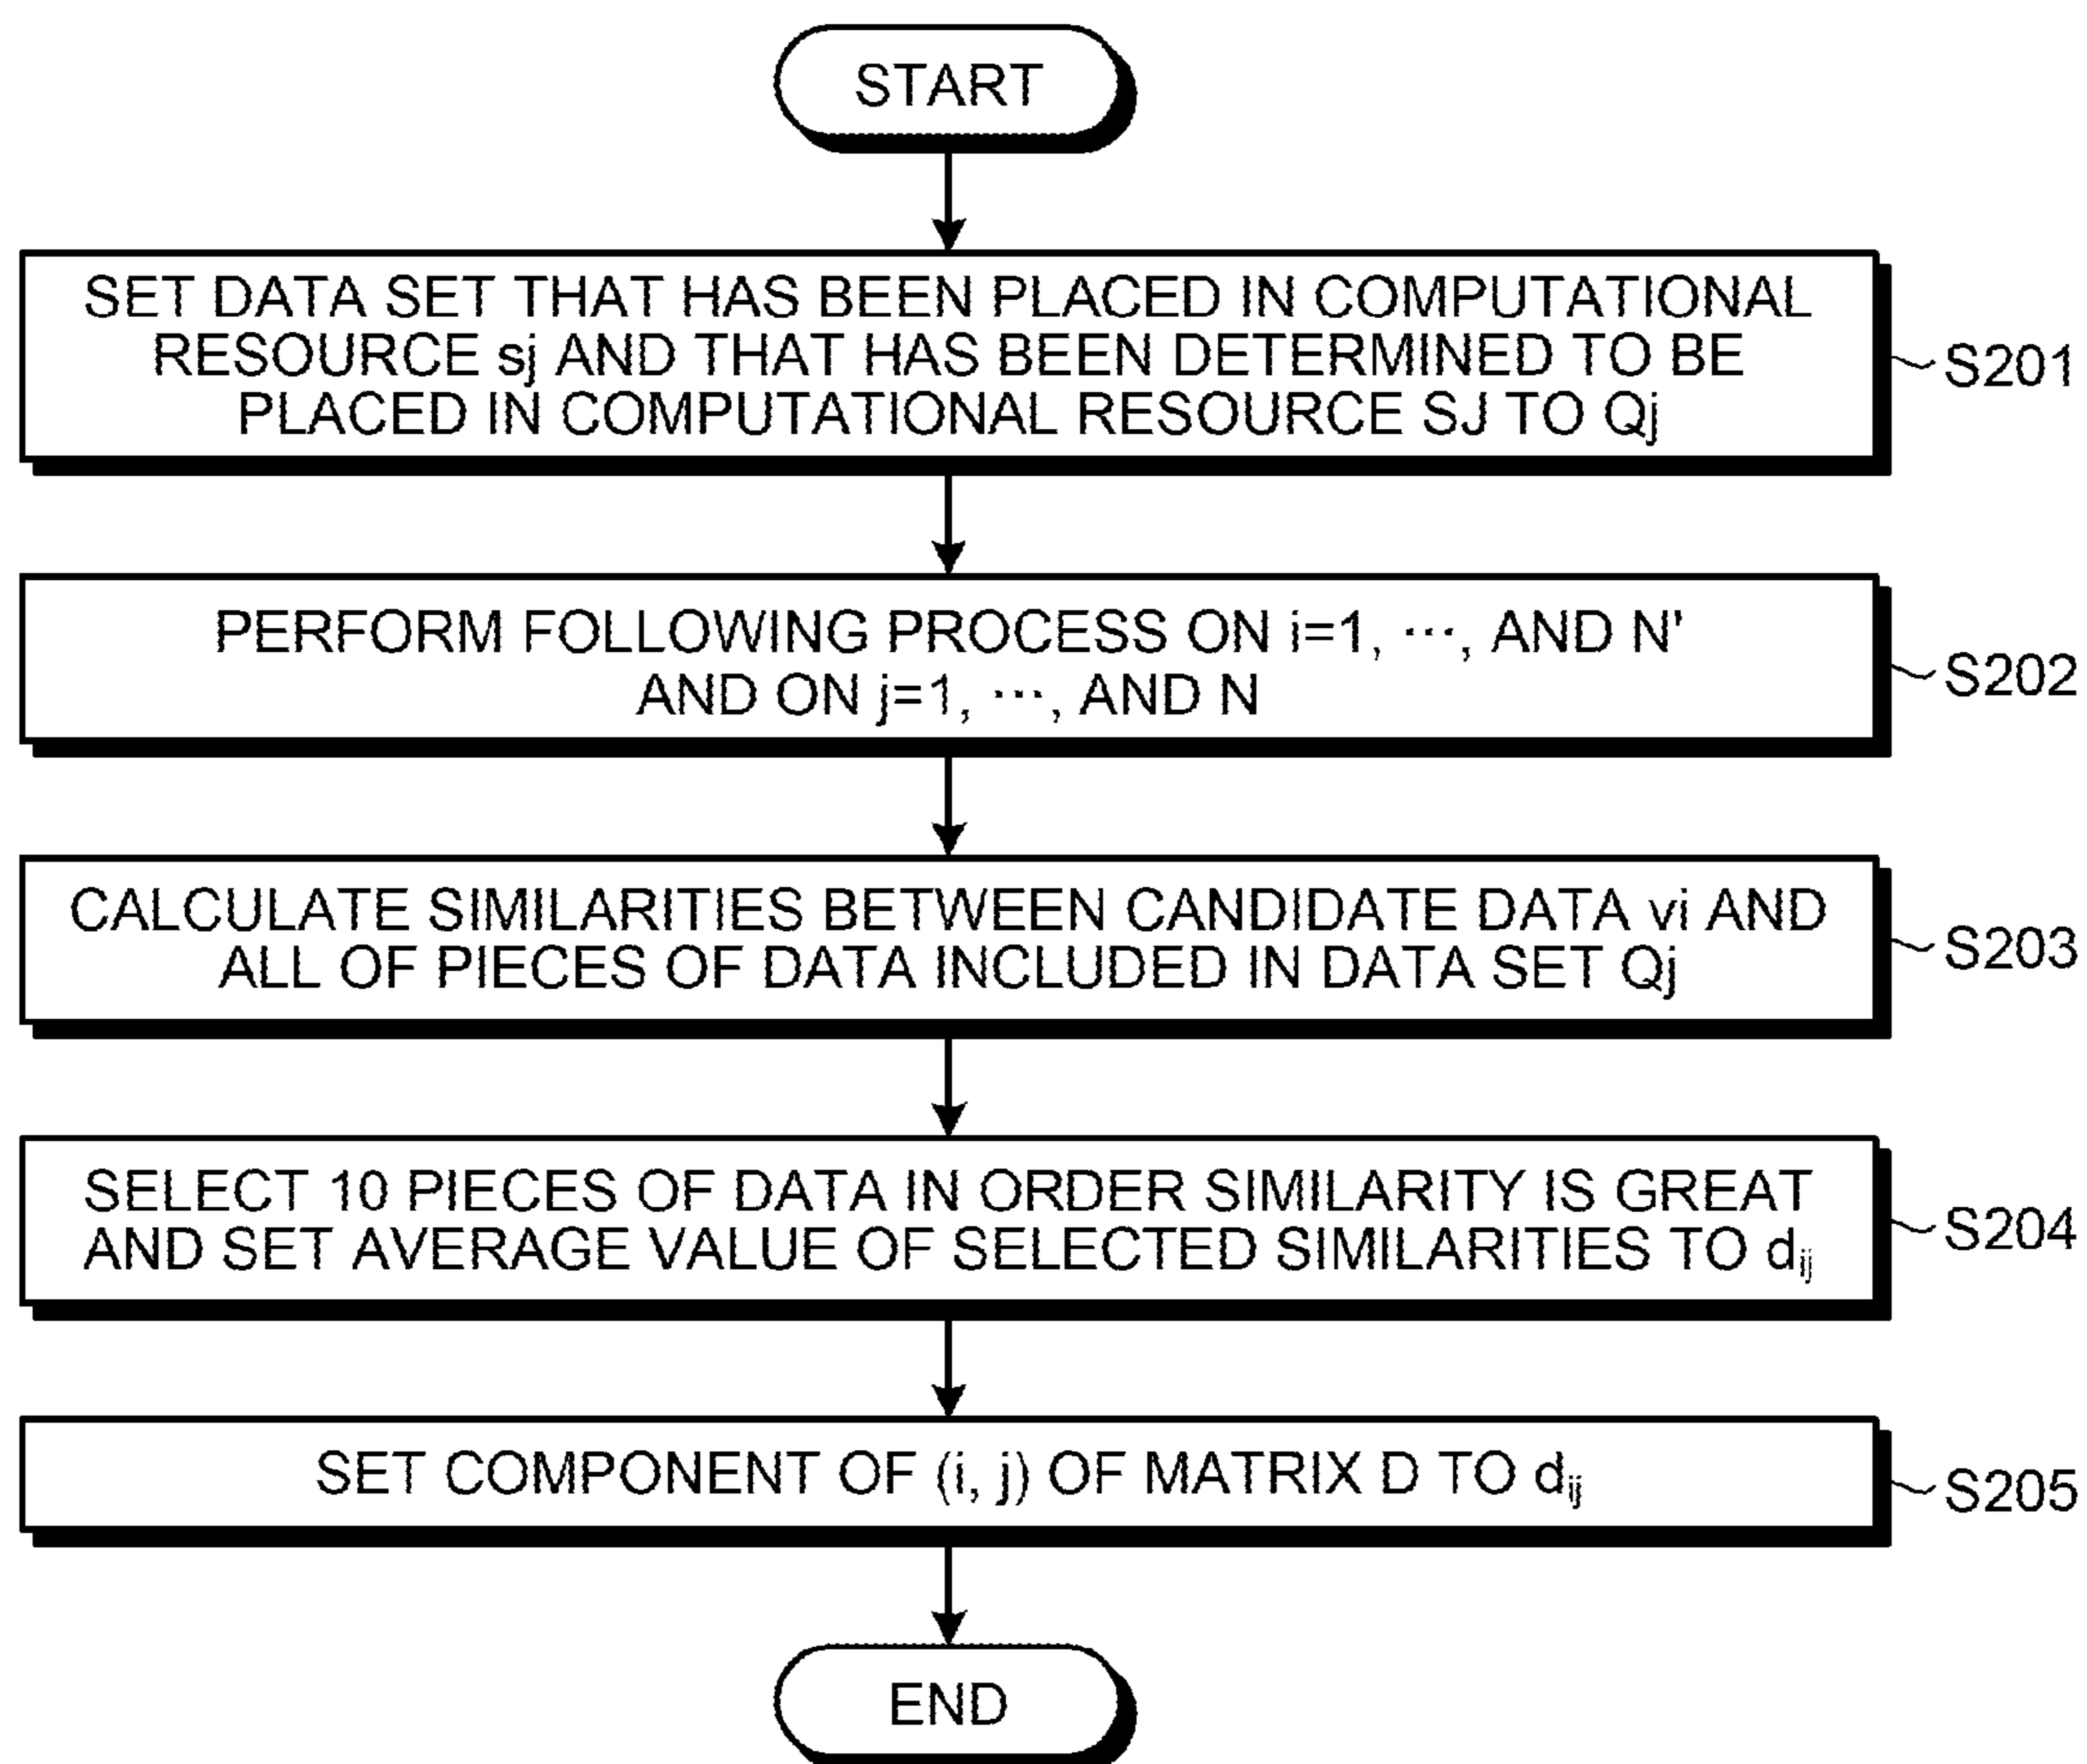 START
SET DATA SET THAT HAS BEEN PLACED IN COMPUTATIONAL
RESOURCE sj AND THAT HAS BEEN DETERMINED TO BE
PLACED IN COMPUTATIONAL RESOURCE SJ TO Qj
S201
PERFORM FOLLOWING PROCESS ON i=1, ···, AND N'
AND ON j=1, ···, AND N
S202
CALCULATE SIMILARITIES BETWEEN CANDIDATE DATA vi AND
ALL OF PIECES OF DATA INCLUDED IN DATA SET Qj
S203
SELECT 10 PIECES OF DATA IN ORDER SIMILARITY IS GREAT
AND SET AVERAGE VALUE OF SELECTED SIMILARITIES TO dij
S204
SET COMPONENT OF (i, j) OF MATRIX D TO dij
S205
END